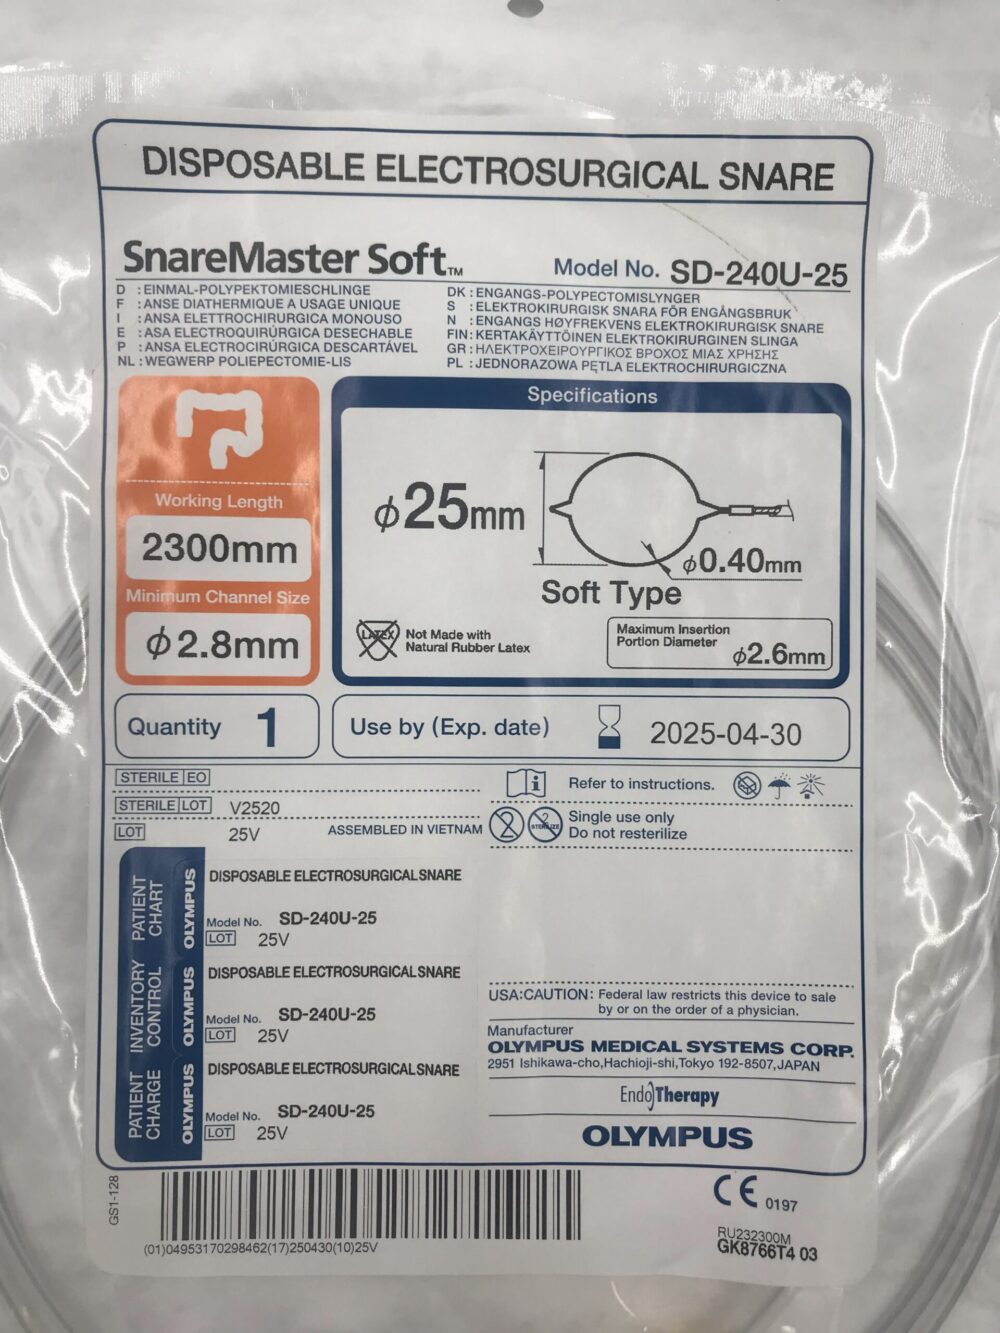 DISPOSABLE ELECTROSURGICAL SNARE
SnareMaster Soft™
Model No. SD-240U-25
D : EINMAL-POLYPEKTOMIESCHLINGE
F : ANSE DIATHERMIQUE A USAGE UNIQUE
I : ANSA ELETTROCHIRURGICA MONOUSO
E : ASA ELECTROQUIRÚRGICA DESECHABLE
P : ANSA ELECTROCIRÚRGICA DESCARTÁVEL
NL : WEGWERP POLIEPECTOMIE-LIS
DK : ENGANGS-POLYPECTOMISLYNGER
S : ELEKTROKIRURGISK SNARA FÖR ENGÅNGSBRUK
N : ENGANGS HØYFREKVENS ELEKTROKIRURGISK SNARE
FIN: KERTAKÄYTTÖINEN ELEKTROKIRURGINEN SLINGA
GR : ΗΛΕΚΤΡΟΧΕΙΡΟΥΡΓΙΚΟΣ ΒΡΟΧΟΣ ΜΙΑΣ ΧΡΗΣΗΣ
PL : JEDNORAZOWA PĘTLA ELEKTROCHIRURGICZNA
Working Length
2300mm
Minimum Channel Size
φ2.8mm
Specifications
φ25mm
φ0.40mm
Soft Type
LATEX
Not Made with
Natural Rubber Latex
Maximum Insertion
Portion Diameter
φ2.6mm
Quantity 1
Use by (Exp. date) 2025-04-30
STERILE EO
STERILE LOT V2520
LOT 25V
ASSEMBLED IN VIETNAM
i Refer to instructions.
2 2 STERILIZE
Single use only
Do not resterilize
PATIENT CHART
OLYMPUS
DISPOSABLE ELECTROSURGICAL SNARE
Model No. SD-240U-25
LOT 25V
INVENTORY CONTROL
OLYMPUS
DISPOSABLE ELECTROSURGICAL SNARE
Model No. SD-240U-25
LOT 25V
PATIENT CHARGE
OLYMPUS
DISPOSABLE ELECTROSURGICAL SNARE
Model No. SD-240U-25
LOT 25V
USA:CAUTION: Federal law restricts this device to sale
by or on the order of a physician.
Manufacturer
OLYMPUS MEDICAL SYSTEMS CORP.
2951 Ishikawa-cho,Hachioji-shi,Tokyo 192-8507,JAPAN
EndoTherapy
OLYMPUS
GS1-128
(01)04953170298462(17)250430(10)25V
CE 0197
RU232300M
GK8766T4 03